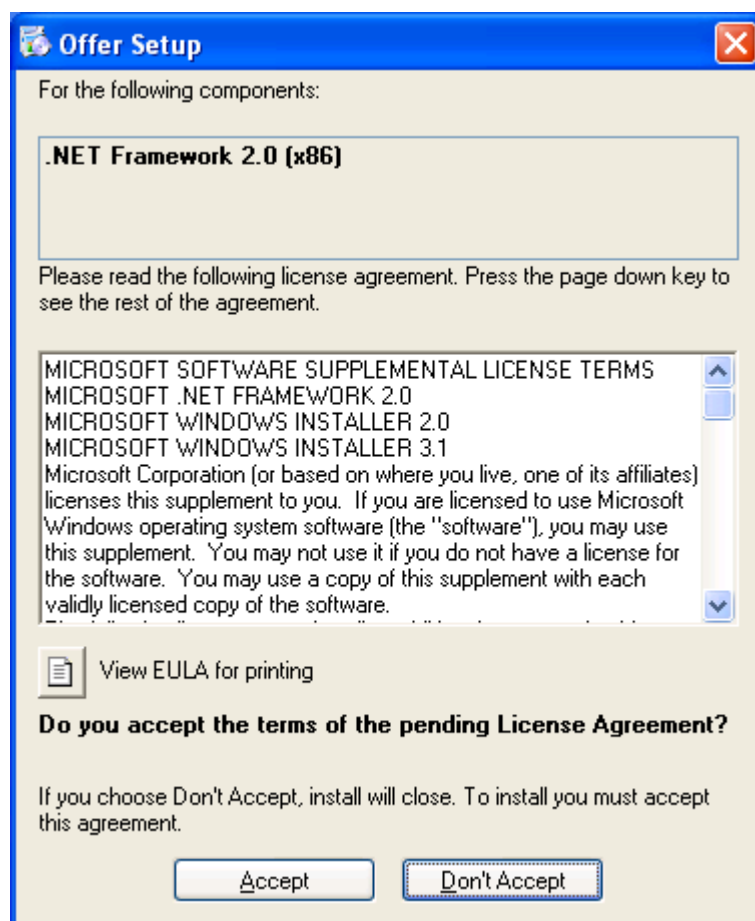 Offer Setup
For the following components:
.NET Framework 2.0 (x86)
Please read the following license agreement. Press the page down key to
see the rest of the agreement.
MICROSOFT SOFTWARE SUPPLEMENTAL LICENSE TERMS
MICROSOFT .NET FRAMEWORK 2.0
MICROSOFT WINDOWS INSTALLER 2.0
MICROSOFT WINDOWS INSTALLER 3.1
Microsoft Corporation (or based on where you live, one of its affiliates)
licenses this supplement to you.  If you are licensed to use Microsoft
Windows operating system software (the "software"), you may use
this supplement.  You may not use it if you do not have a license for
the software.  You may use a copy of this supplement with each
validly licensed copy of the software.
View EULA for printing
Do you accept the terms of the pending License Agreement?
If you choose Don't Accept, install will close. To install you must accept
this agreement.
Accept
Don't Accept